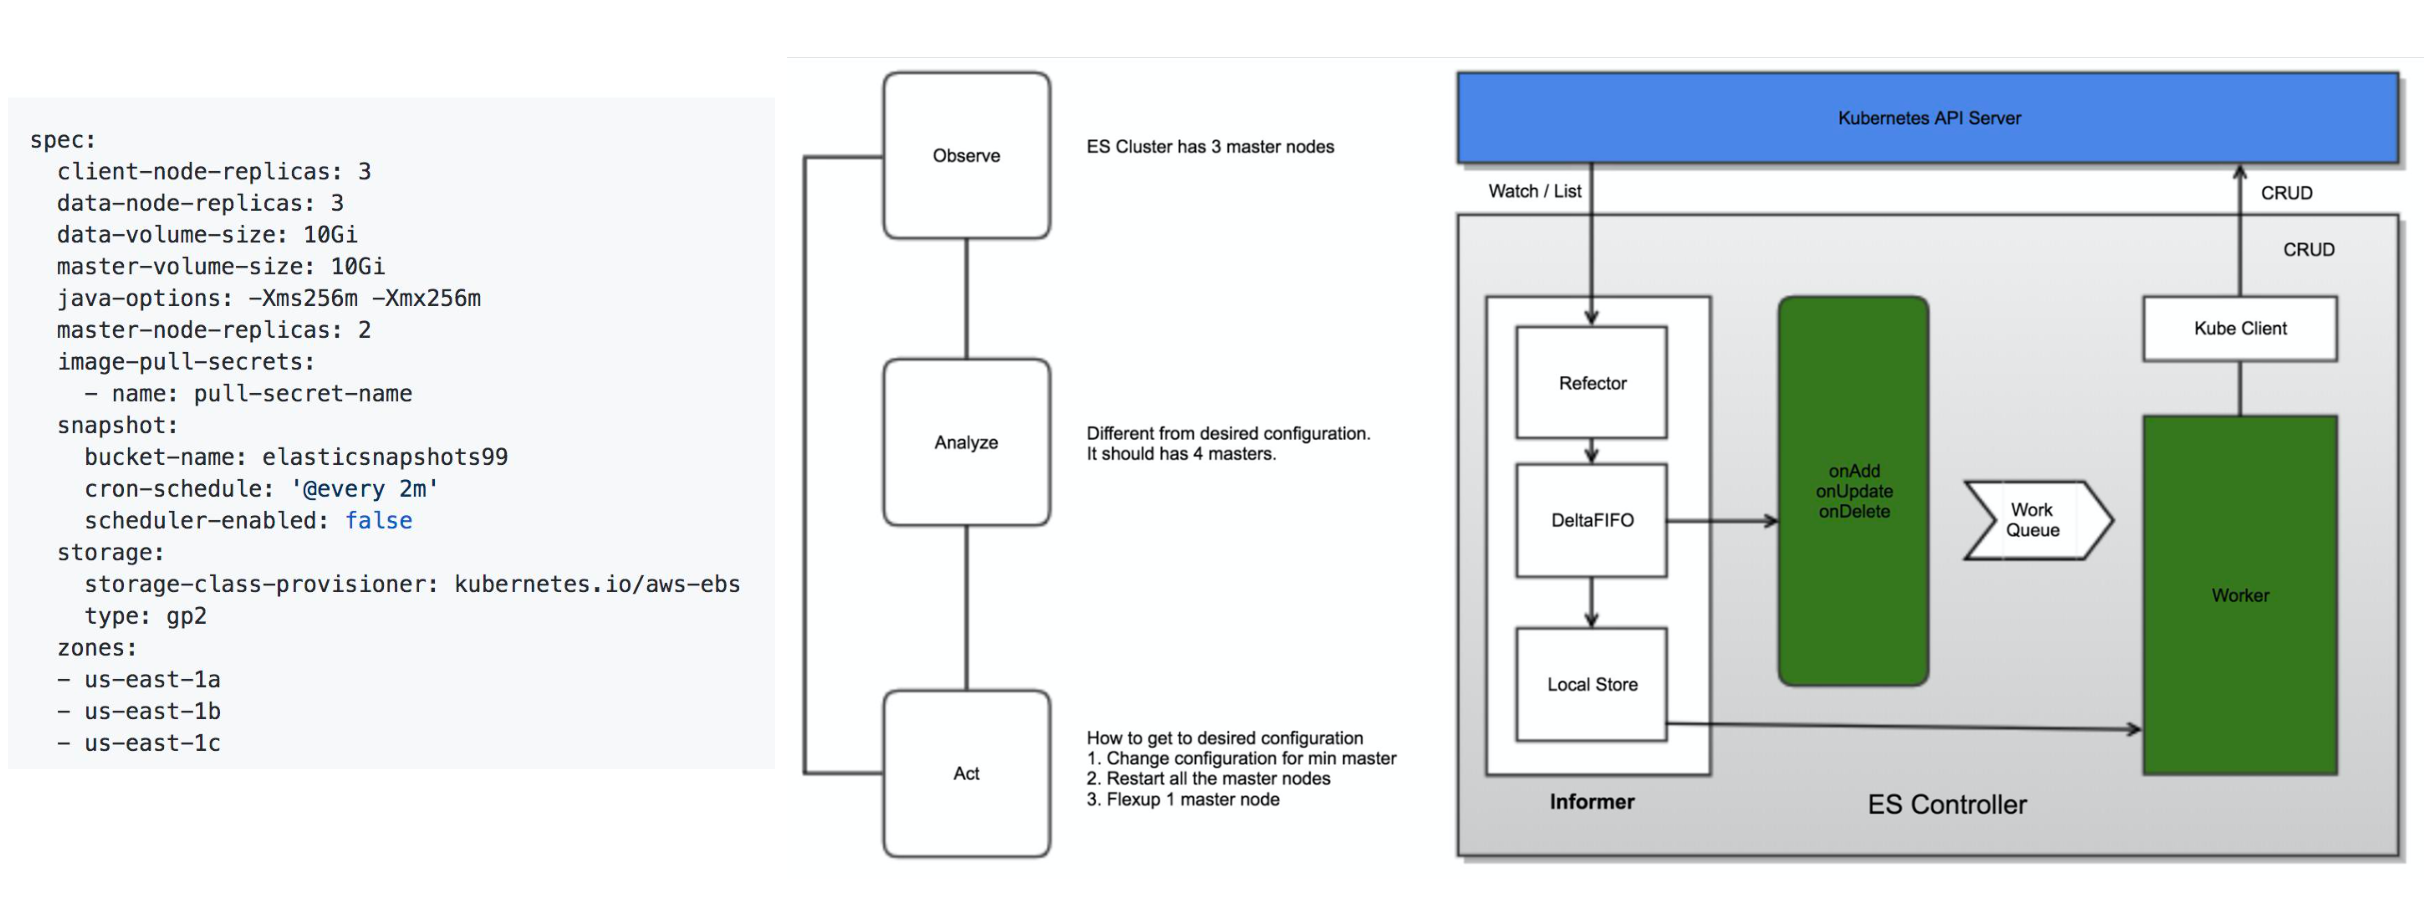 spec:
  client-node-replicas: 3
  data-node-replicas: 3
  data-volume-size: 10Gi
  master-volume-size: 10Gi
  java-options: -Xms256m -Xmx256m
  master-node-replicas: 2
  image-pull-secrets:
    - name: pull-secret-name
  snapshot:
    bucket-name: elasticsnapshots99
    cron-schedule: '@every 2m'
    scheduler-enabled: false
  storage:
    storage-class-provisioner: kubernetes.io/aws-ebs
    type: gp2
  zones:
  - us-east-1a
  - us-east-1b
  - us-east-1c
Observe
ES Cluster has 3 master nodes
Analyze
Different from desired configuration.
It should has 4 masters.
Act
How to get to desired configuration
1. Change configuration for min master
2. Restart all the master nodes
3. Flexup 1 master node
Kubernetes API Server
Watch / List
CRUD
CRUD
Refector
DeltaFIFO
Local Store
Informer
onAdd
onUpdate
onDelete
Work
Queue
Kube Client
Worker
ES Controller